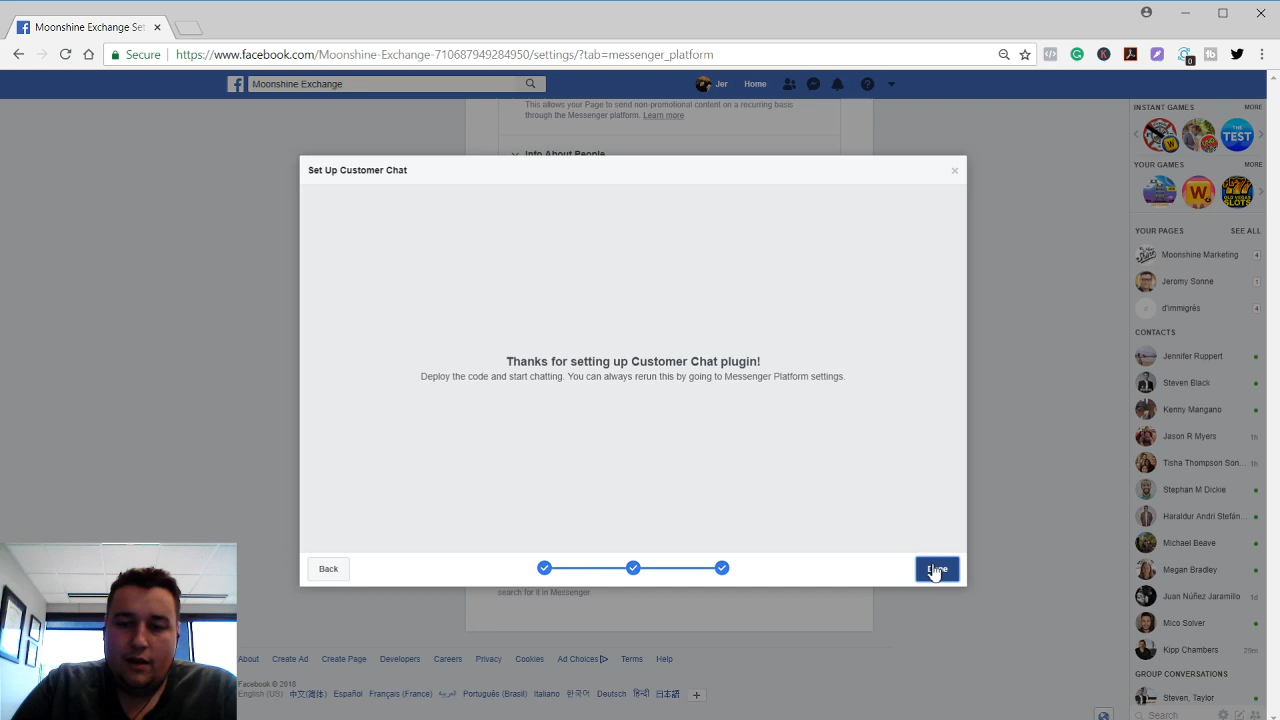 Moonshine Exchange Set
Secure
https://www.facebook.com/Moonshine-Exchange-710687949284950/settings/?tab=messenger_platform
0
Moonshine Exchange
Jer
Home
This allows your Page to send non-promotional content on a recurring basis
through the Messenger platform. Learn more
Info About People
Set Up Customer Chat
Thanks for setting up Customer Chat plugin!
Deploy the code and start chatting. You can always rerun this by going to Messenger Platform settings.
Back
search for it in Messenger
About Create Ad Create Page Developers Careers Privacy Cookies Ad Choices Terms Help
Facebook © 2018
English (US) 中文(简体) Español Français (France) العربية Português (Brasil) Italiano 한국어 Deutsch हिन्दी 日本語
INSTANT GAMES MORE
THE TEST
YOUR GAMES MORE
W
OLD VEGAS SLOTS
YOUR PAGES SEE ALL
Moonshine Marketing 4
Jeromy Sonne 1
d'immigrés 4
CONTACTS
Jennifer Ruppert
Steven Black
Kenny Mangano
Jason R Myers 1h
Tisha Thompson Son... 1h
Stephan M Dickie
Haraldur Andri Stefán...
Michael Beave
Megan Bradley
Juan Núñez Jaramillo 1d
Mico Solver
Kipp Chambers
GROUP CONVERSATIONS
Steven, Taylor
Search